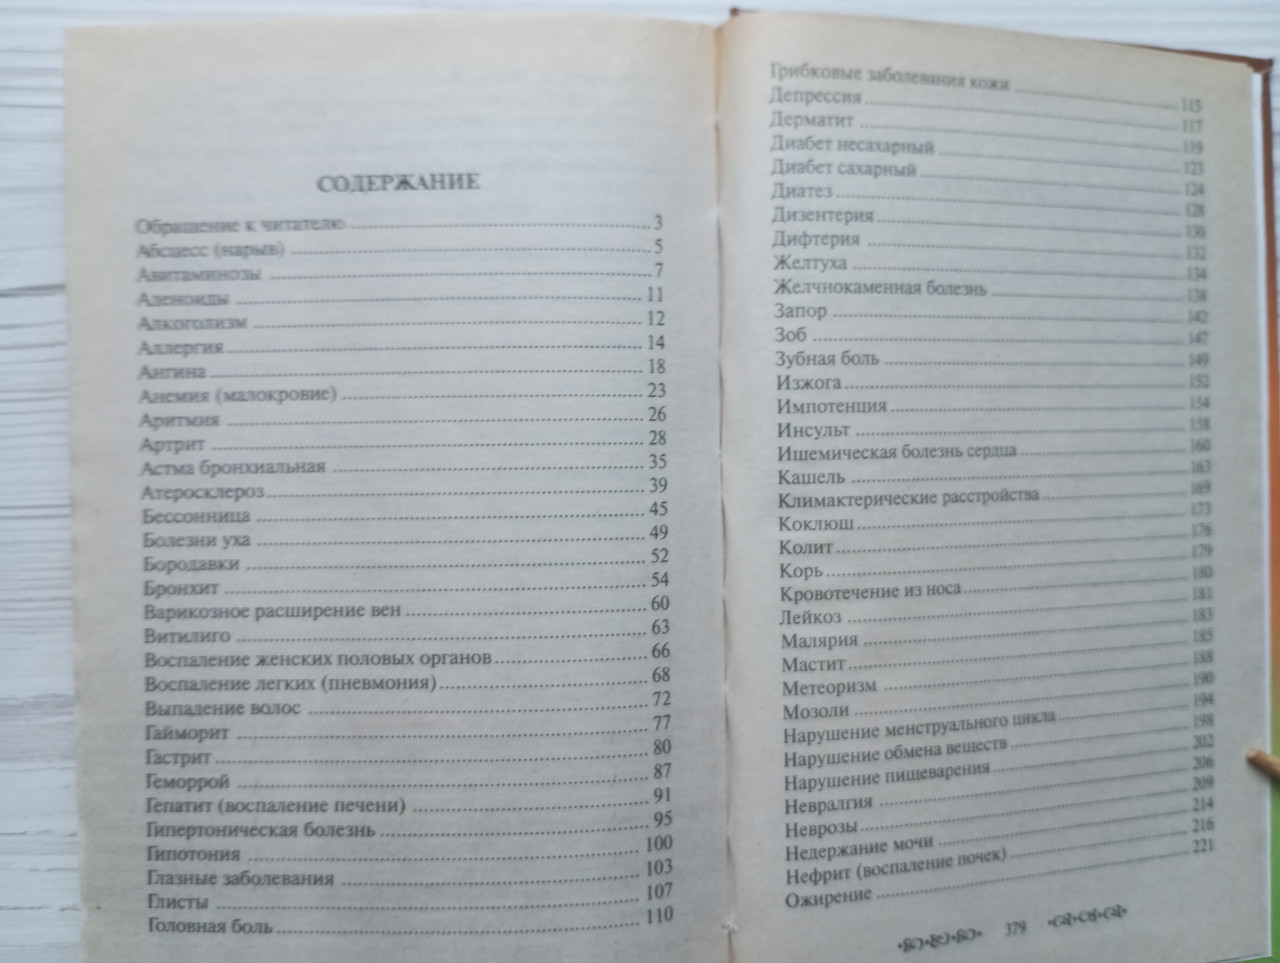 СОДЕРЖАНИЕ
Обращение к читателю 3
Абсцесс (нарыв) 5
Авитаминозы 7
Аденоиды 11
Алкоголизм 12
Аллергия 14
Ангина 18
Анемия (малокровие) 23
Аритмия 26
Артрит 28
Астма бронхиальная 35
Атеросклероз 39
Бессонница 45
Болезни уха 49
Бородавки 52
Бронхит 54
Варикозное расширение вен 60
Витилиго 63
Воспаление женских половых органов 66
Воспаление легких (пневмония) 68
Выпадение волос 72
Гайморит 77
Гастрит 80
Геморрой 87
Гепатит (воспаление печени) 91
Гипертоническая болезнь 95
Гипотония 100
Глазные заболевания 103
Глисты 107
Головная боль 110
Грибковые заболевания кожи 115
Депрессия 117
Дерматит 119
Диабет несахарный 123
Диабет сахарный 124
Диатез 128
Дизентерия 130
Дифтерия 132
Желтуха 134
Желчнокаменная болезнь 138
Запор 142
Зоб 147
Зубная боль 149
Изжога 152
Импотенция 154
Инсульт 158
Ишемическая болезнь сердца 160
Кашель 163
Климактерические расстройства 169
Коклюш 173
Колит 176
Корь 179
Кровотечение из носа 180
Лейкоз 181
Малярия 183
Мастит 185
Метеоризм 188
Мозоли 190
Нарушение менструального цикла 194
Нарушение обмена веществ 198
Нарушение пищеварения 202
Невралгия 206
Неврозы 209
Недержание мочи 214
Нефрит (воспаление почек) 216
Ожирение 221
379